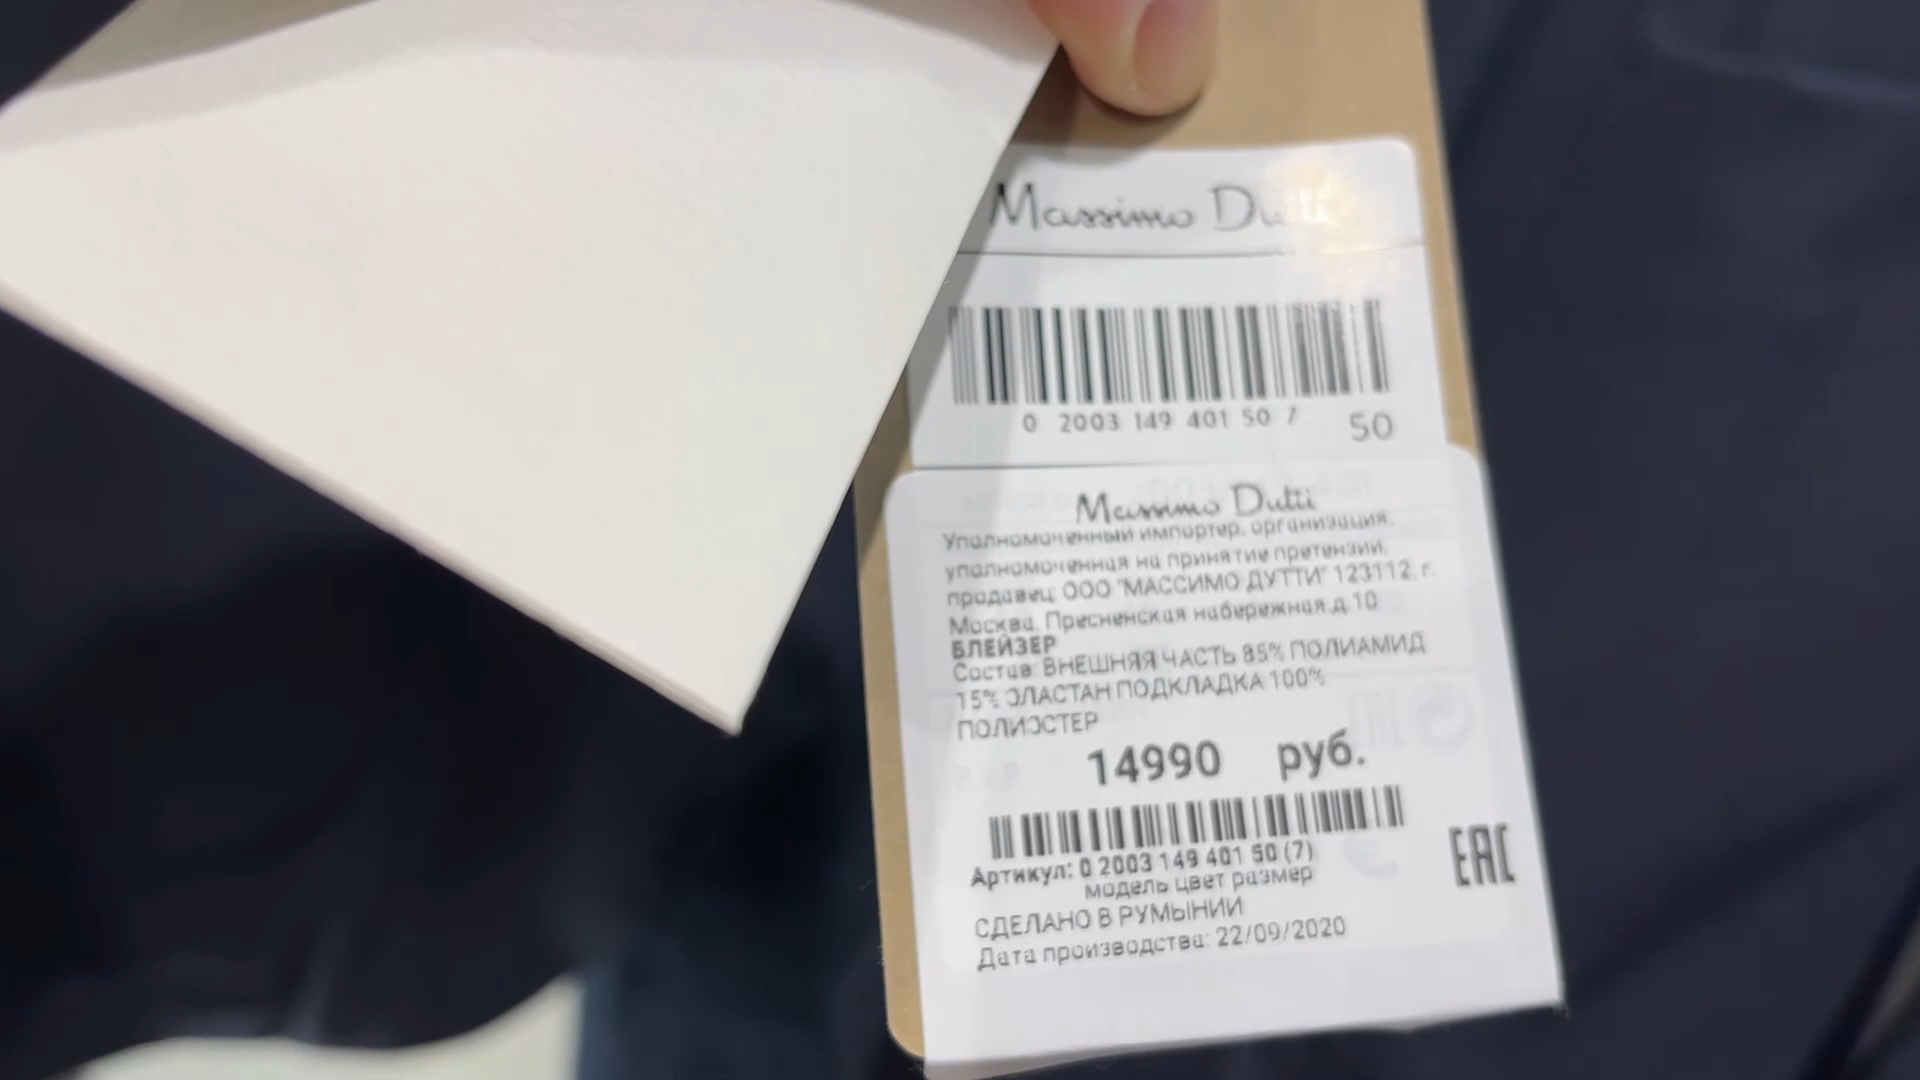 Massimo Dutti
0 2003 149 401 50 7
50
Massimo Dutti
Уполномоченный импортер, организация,
уполномоченная на принятие претензии,
продавец: ООО "МАССИМО ДУТТИ" 123112, г.
Москва, Пресненская набережная,д.10
БЛЕЙЗЕР
Состав: ВНЕШНЯЯ ЧАСТЬ 85% ПОЛИАМИД
15% ЭЛАСТАН ПОДКЛАДКА 100%
ПОЛИЭСТЕР
14990 руб.
Артикул: 0 2003 149 401 50 (7)
модель цвет размер
EAC
СДЕЛАНО В РУМЫНИИ
Дата производства: 22/09/2020